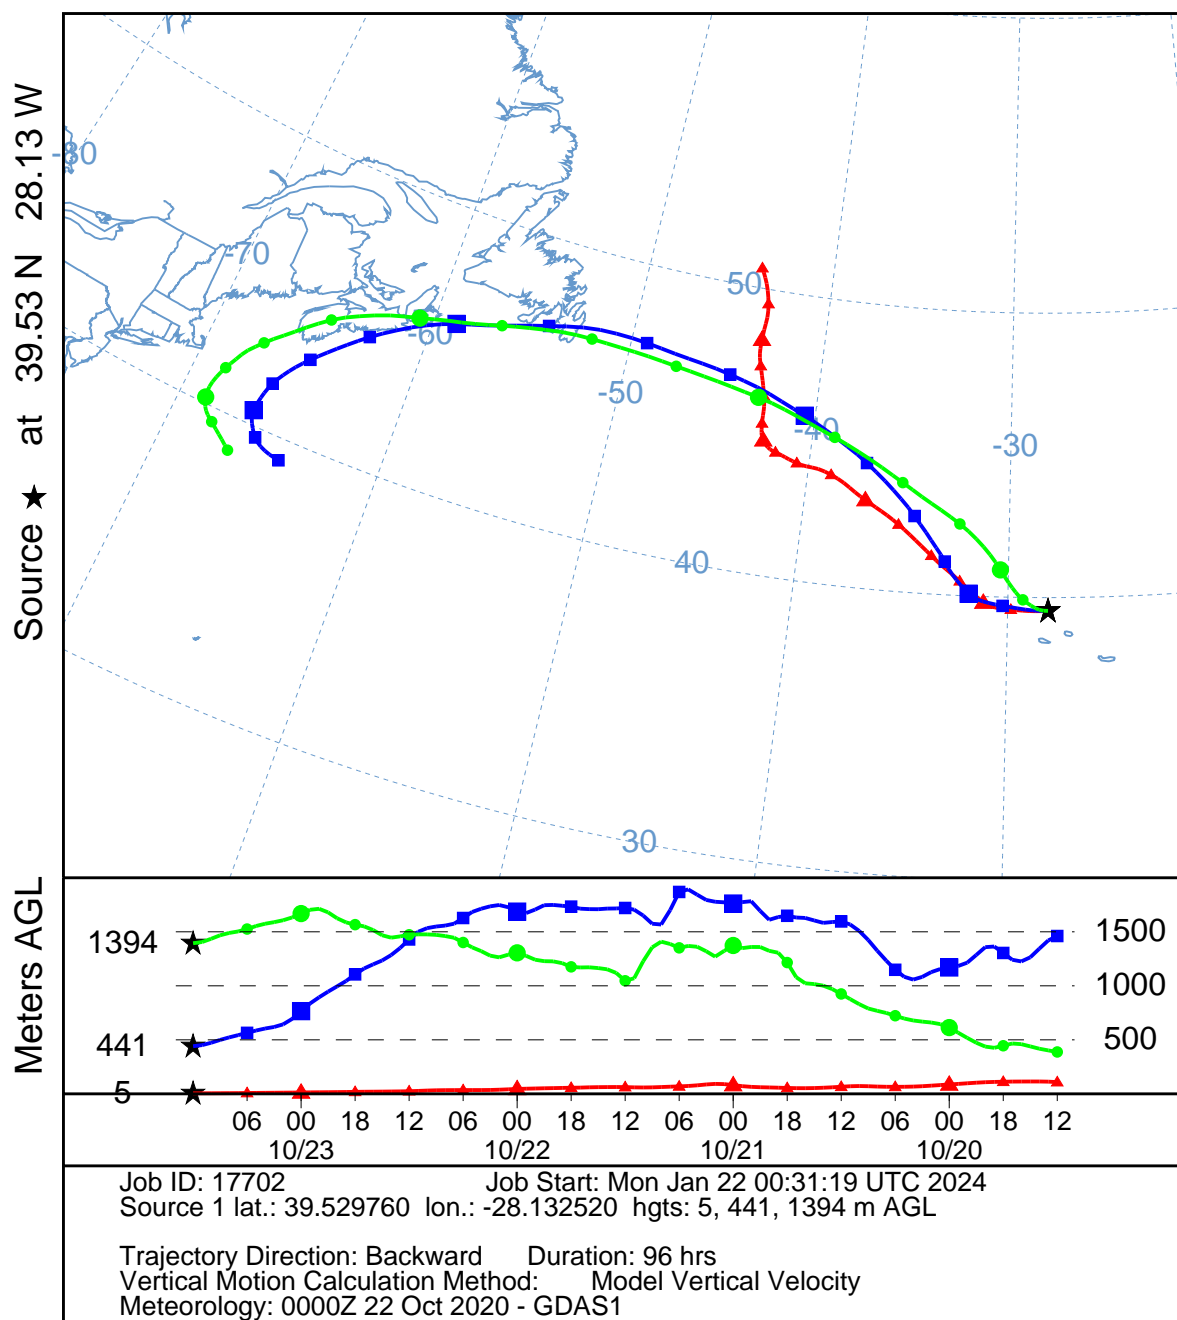 Source ★ at 39.53 N 28.13 W
-80
-70
-60
-50
-40
-30
50
40
30
Meters AGL
1394
441
5
1500
1000
500
06 00 18 12 06 00 18 12 06 00 18 12 06 00 18 12
10/23 10/22 10/21 10/20
Job ID: 17702 Job Start: Mon Jan 22 00:31:19 UTC 2024
Source 1 lat.: 39.529760 lon.: -28.132520 hgts: 5, 441, 1394 m AGL
Trajectory Direction: Backward Duration: 96 hrs
Vertical Motion Calculation Method: Model Vertical Velocity
Meteorology: 0000Z 22 Oct 2020 - GDAS1